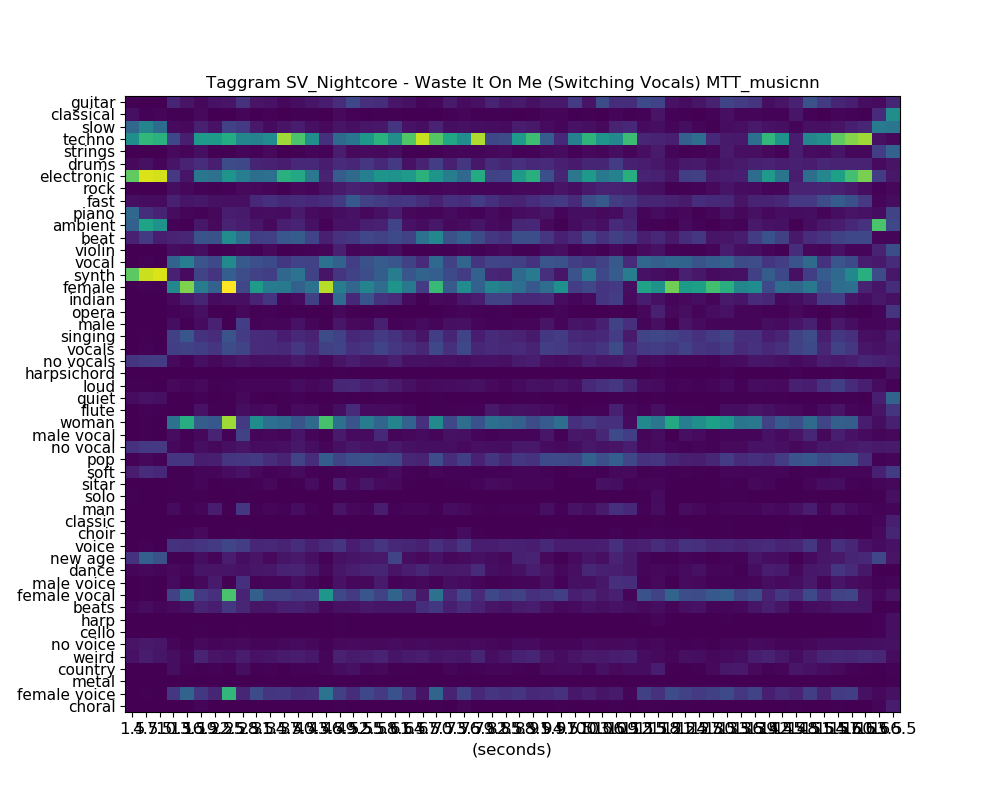 Taggram SV_Nightcore - Waste It On Me (Switching Vocals) MTT_musicnn
guitar
classical
slow
techno
strings
drums
electronic
rock
fast
piano
ambient
beat
violin
vocal
synth
female
indian
opera
male
singing
vocals
no vocals
harpsichord
loud
quiet
flute
woman
male vocal
no vocal
pop
soft
sitar
solo
man
classic
choir
voice
new age
dance
male voice
female vocal
beats
harp
cello
no voice
weird
country
metal
female voice
choral
(seconds)